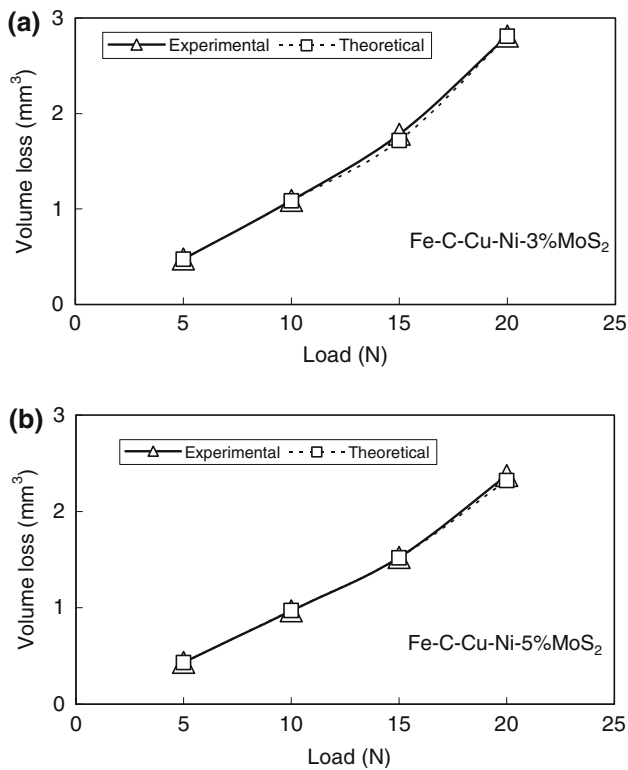 (a)
Experimental
Theoretical
Volume loss (mm³)
3
2
1
0
Fe-C-Cu-Ni-3%MoS₂
0
5
10
15
20
25
Load (N)
(b)
Experimental
Theoretical
Volume loss (mm³)
3
2
1
0
Fe-C-Cu-Ni-5%MoS₂
0
5
10
15
20
25
Load (N)